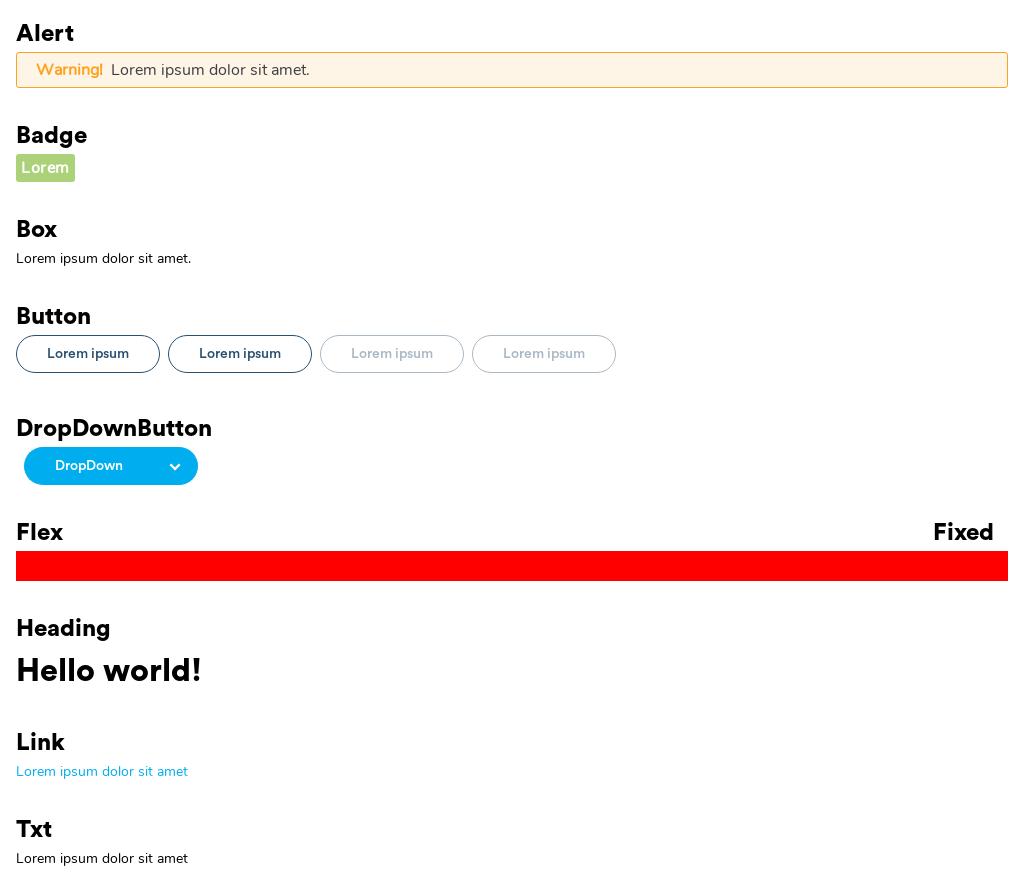 Alert
Warning! Lorem ipsum dolor sit amet.
Badge
Lorem
Box
Lorem ipsum dolor sit amet.
Button
Lorem ipsum Lorem ipsum Lorem ipsum Lorem ipsum
DropDownButton
DropDown
Flex Fixed
Heading
Hello world!
Link
Lorem ipsum dolor sit amet
Txt
Lorem ipsum dolor sit amet